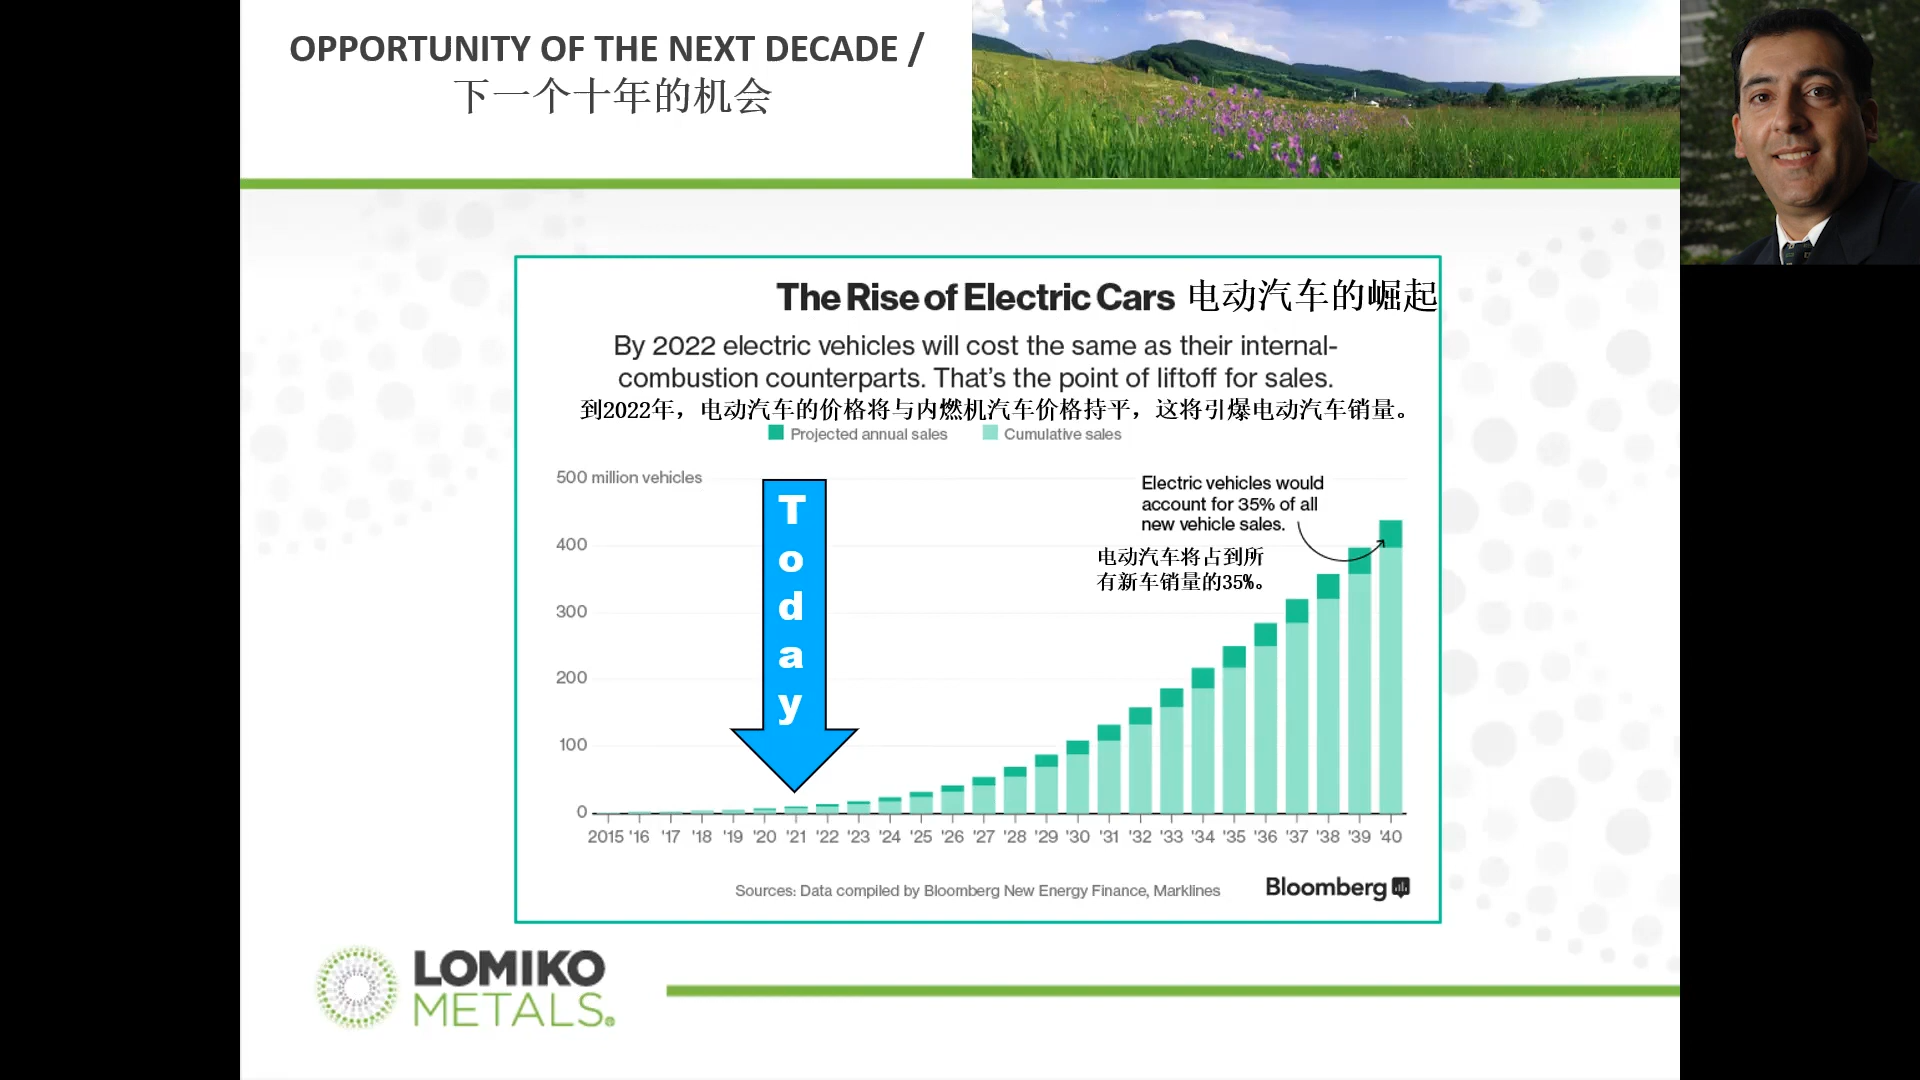 OPPORTUNITY OF THE NEXT DECADE /
下一个十年的机会
The Rise of Electric Cars 电动汽车的崛起
By 2022 electric vehicles will cost the same as their internal-
combustion counterparts. That's the point of liftoff for sales.
到2022年，电动汽车的价格将与内燃机汽车价格持平，这将引爆电动汽车销量。
Projected annual sales Cumulative sales
500 million vehicles
400
300
200
100
0
Today
Electric vehicles would
account for 35% of all
new vehicle sales.
电动汽车将占到所
有新车销量的35%。
2015 '16 '17 '18 '19 '20 '21 '22 '23 '24 '25 '26 '27 '28 '29 '30 '31 '32 '33 '34 '35 '36 '37 '38 '39 '40
Sources: Data compiled by Bloomberg New Energy Finance, Marklines
Bloomberg
LOMIKO
METALS